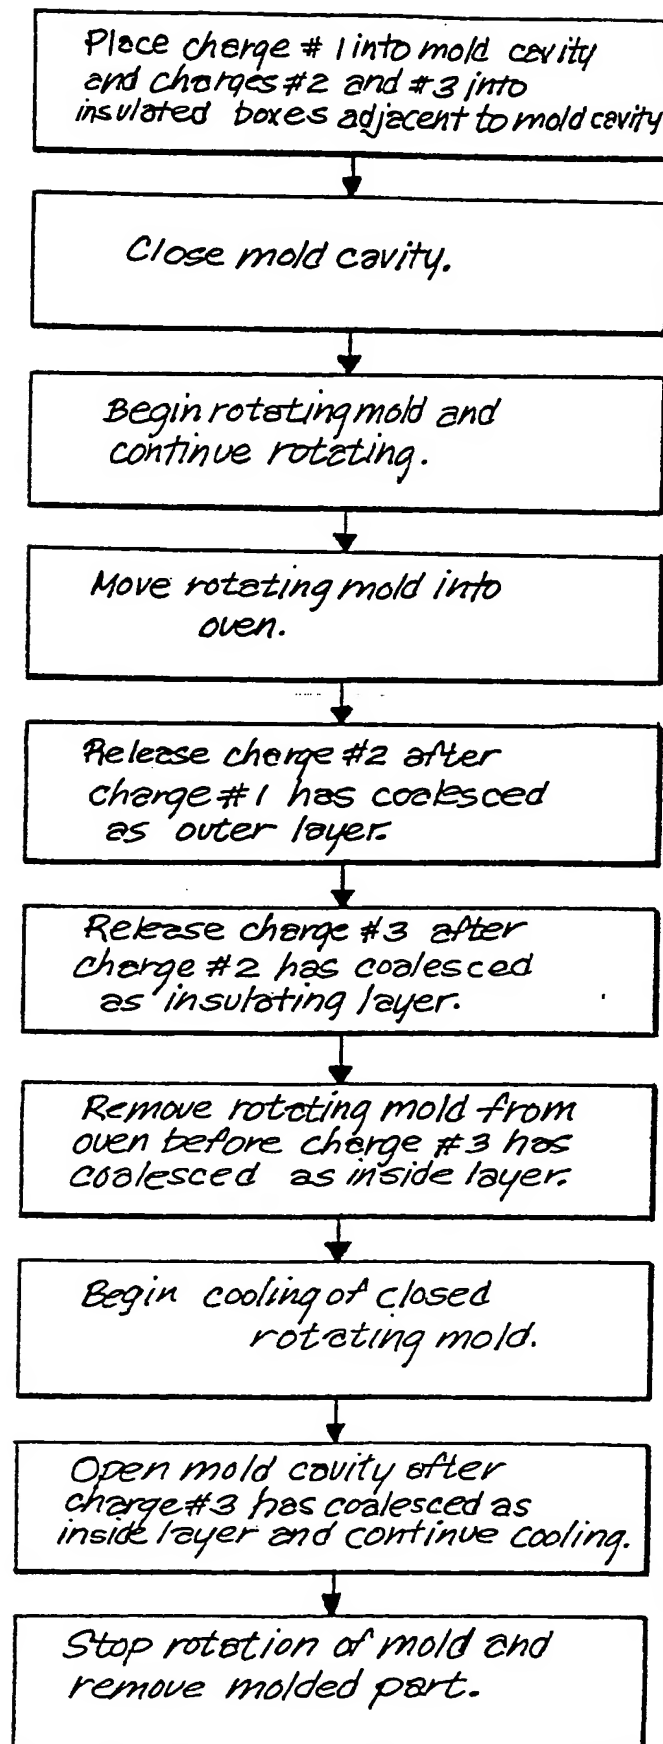 Place charge # 1 into mold cavity
and charges #2 and #3 into
insulated boxes adjacent to mold cavity
Close mold cavity.
Begin rotating mold and
continue rotating.
Move rotating mold into
oven.
Release charge #2 after
charge #1 has coalesced
as outer layer.
Release charge #3 after
charge #2 has coalesced
as insulating layer.
Remove rotating mold from
oven before charge #3 has
coalesced as inside layer.
Begin cooling of closed
rotating mold.
Open mold cavity after
charge #3 has coalesced as
inside layer and continue cooling.
Stop rotation of mold and
remove molded part.